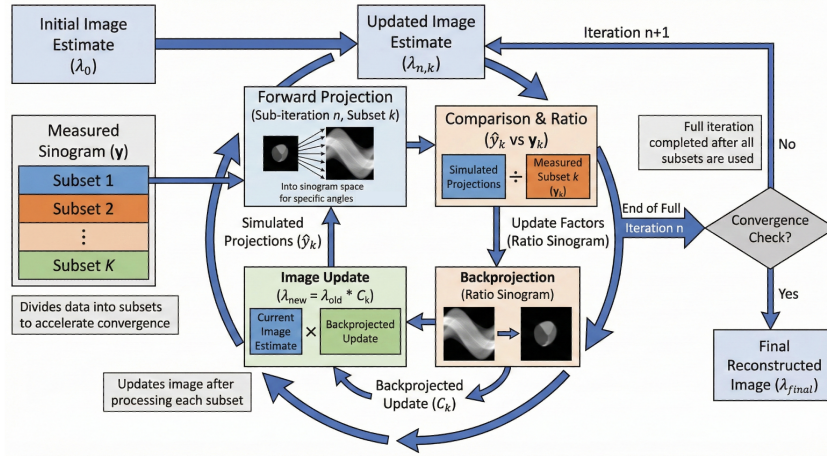 Initial Image
Estimate
(λ₀)
Updated Image
Estimate
(λₙ,ₖ)
Iteration n+1
Measured
Sinogram (y)
Subset 1
Subset 2
⋮
Subset K
Divides data into subsets
to accelerate convergence
Forward Projection
(Sub-iteration n, Subset k)
Into sinogram space
for specific angles
Comparison & Ratio
(ŷₖ vs yₖ)
Simulated
Projections
÷
Measured
Subset k
(yₖ)
Full iteration
completed after all
subsets are used
No
Simulated
Projections (ŷₖ)
Update Factors
(Ratio Sinogram)
End of Full
Iteration n
Convergence
Check?
Yes
Image Update
(λnew = λold * Cₖ)
Current
Image
Estimate
×
Backprojected
Update
Backprojection
(Ratio Sinogram)
Final
Reconstructed
Image (λfinal)
Updates image after
processing each subset
Backprojected
Update (Cₖ)